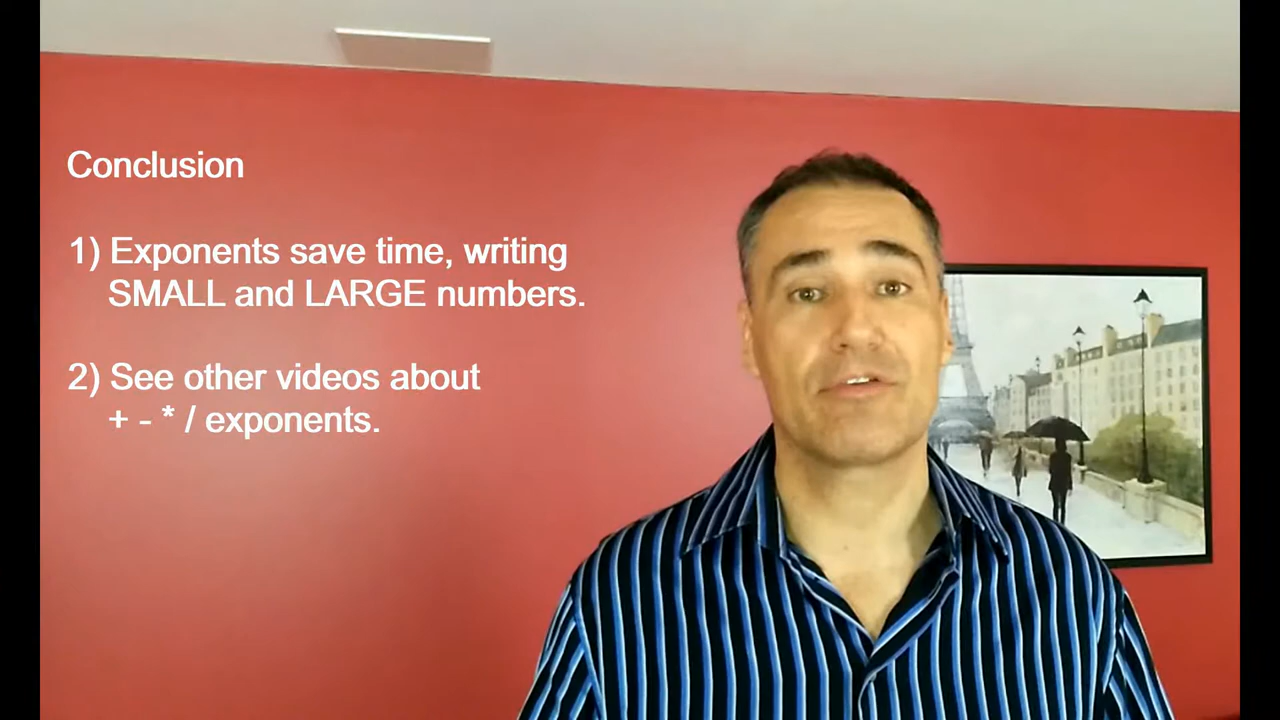 Conclusion
1) Exponents save time, writing
SMALL and LARGE numbers.
2) See other videos about
+ - * / exponents.